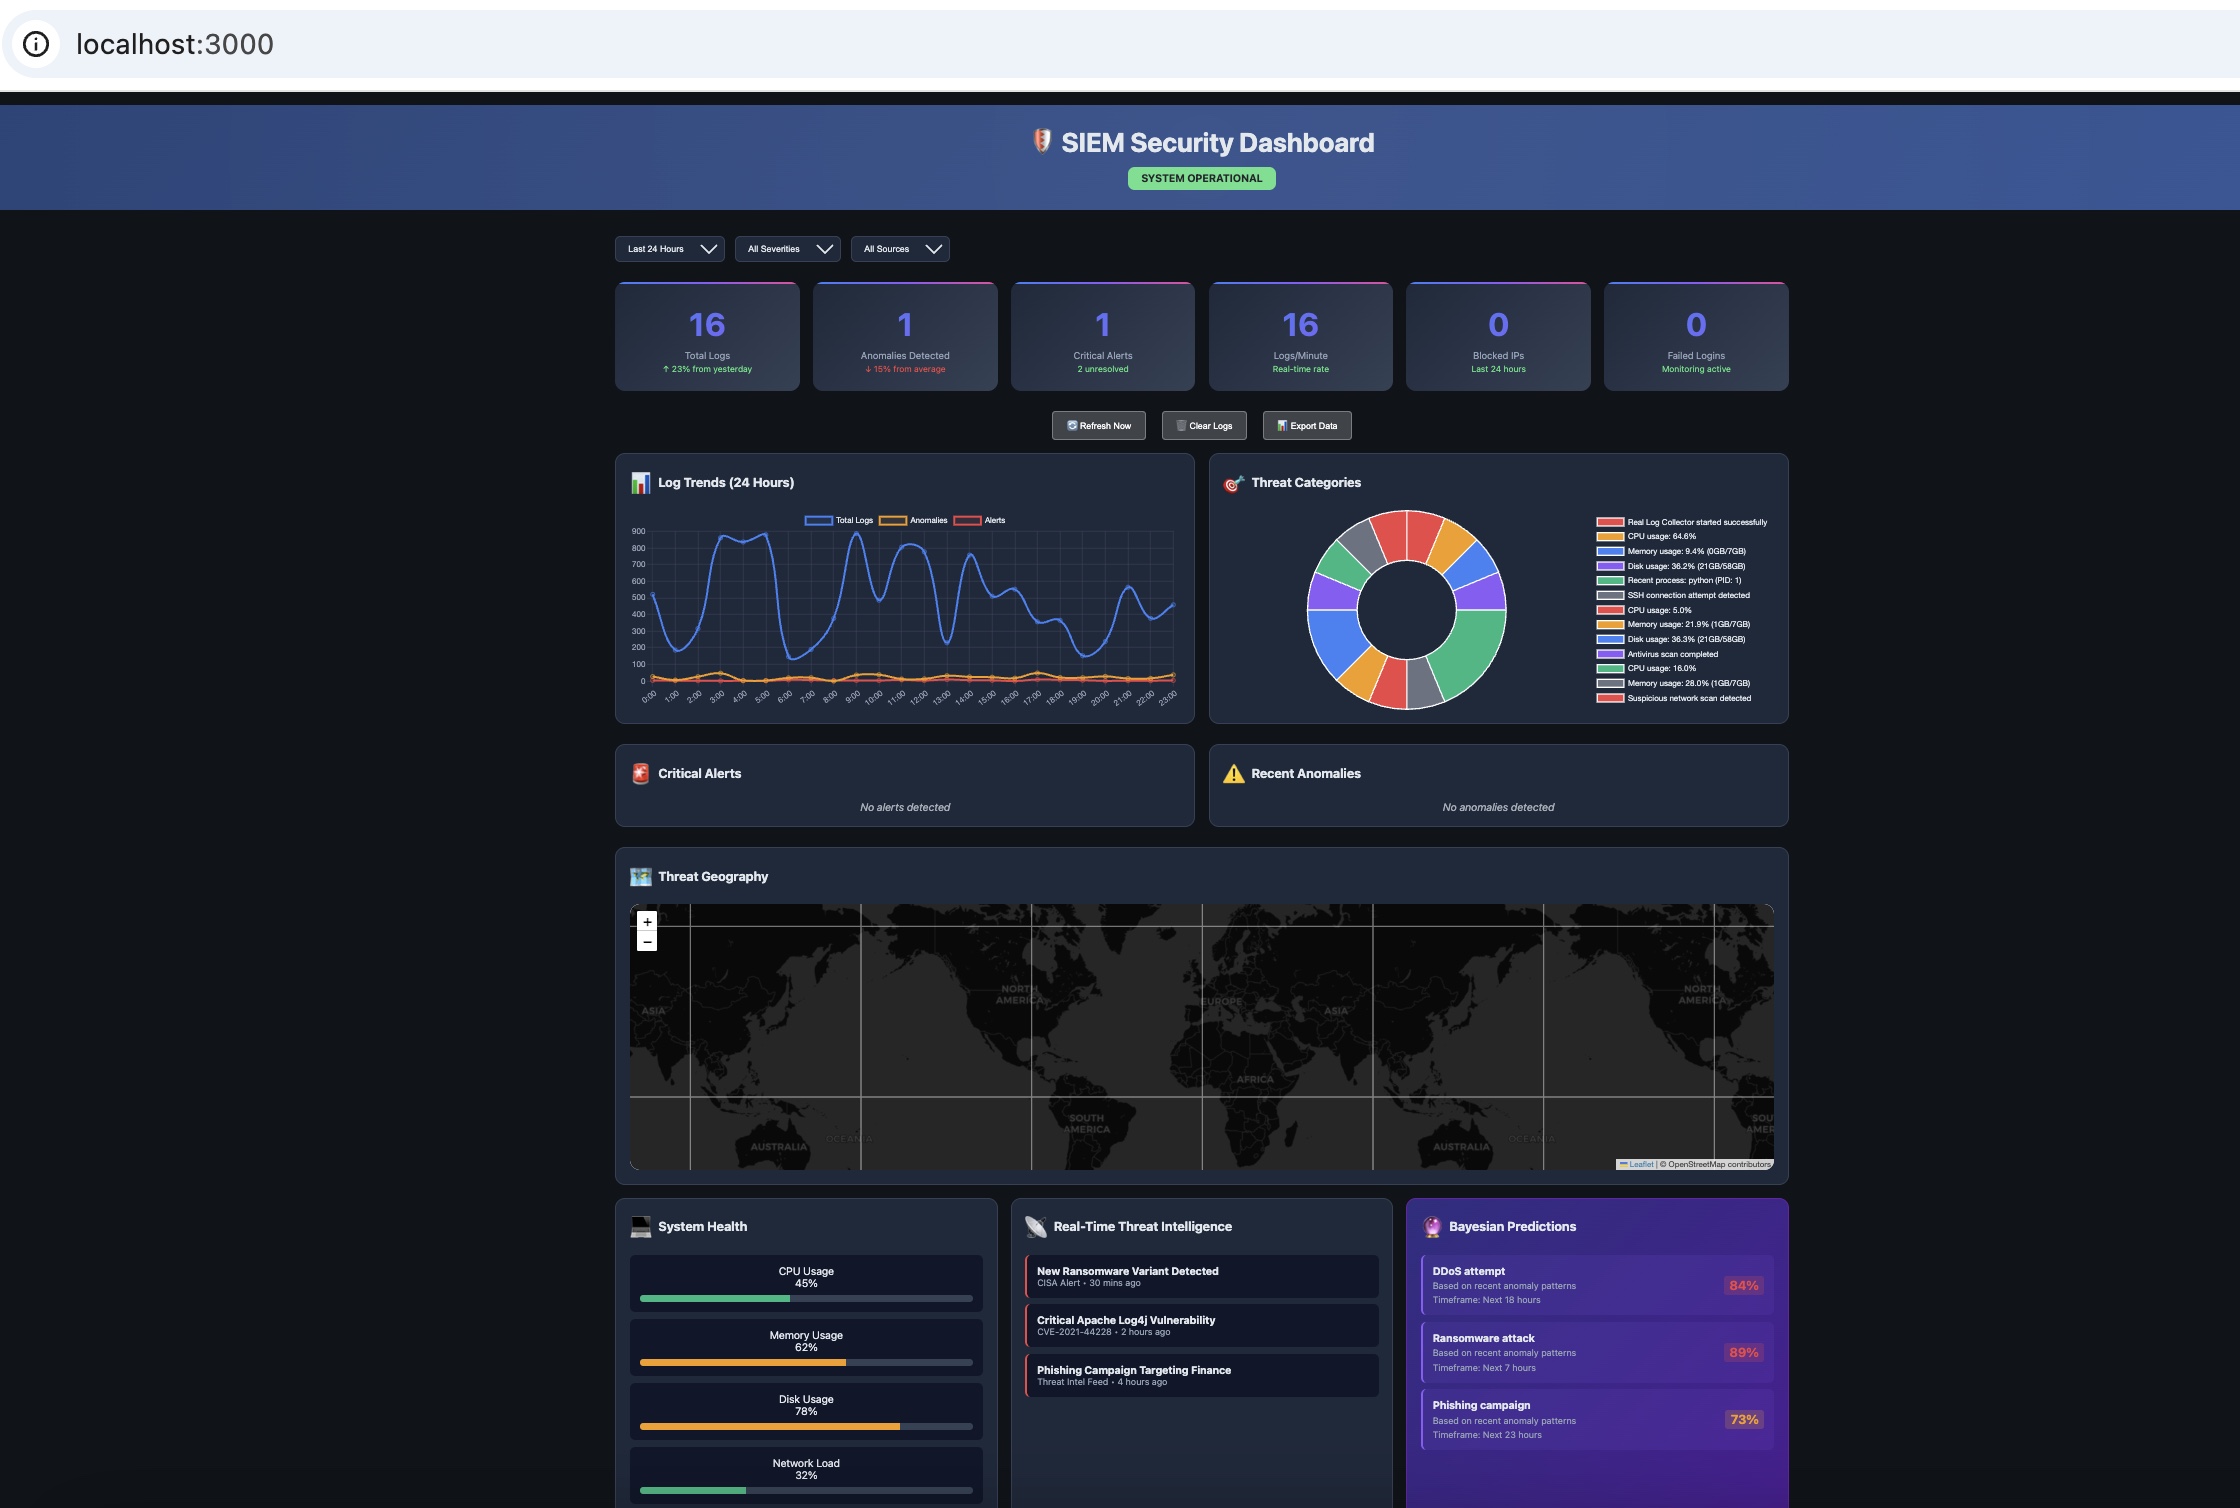 localhost:3000
SIEM Security Dashboard
SYSTEM OPERATIONAL
Last 24 Hours
All Severities
All Sources
16
Total Logs
↑ 23% from yesterday
1
Anomalies Detected
↓ 15% from average
1
Critical Alerts
2 unresolved
16
Logs/Minute
Real-time rate
0
Blocked IPs
Last 24 hours
0
Failed Logins
Monitoring active
Refresh Now
Clear Logs
Export Data
Log Trends (24 Hours)
Total Logs
Anomalies
Alerts
900
800
700
600
500
400
300
200
100
0
0:00
1:00
2:00
3:00
4:00
5:00
6:00
7:00
8:00
9:00
10:00
11:00
12:00
13:00
14:00
15:00
16:00
17:00
18:00
19:00
20:00
21:00
22:00
23:00
Threat Categories
Real Log Collector started successfully
CPU usage: 64.6%
Memory usage: 9.4% (0GB/7GB)
Disk usage: 36.2% (21GB/58GB)
Recent process: python (PID: 1)
SSH connection attempt detected
CPU usage: 5.0%
Memory usage: 21.9% (1GB/7GB)
Disk usage: 36.3% (21GB/58GB)
Antivirus scan completed
CPU usage: 16.0%
Memory usage: 28.0% (1GB/7GB)
Suspicious network scan detected
Critical Alerts
No alerts detected
Recent Anomalies
No anomalies detected
Threat Geography
+
−
ASIA
NORTH
AMERICA
EUROPE
ASIA
NORTH
AMERICA
AFRICA
SOUTH
AMERICA
AUSTRALIA
OCEANIA
AUSTRALIA
OCEANIA
SOU
AMER
Leaflet | © OpenStreetMap contributors
System Health
CPU Usage
45%
Memory Usage
62%
Disk Usage
78%
Network Load
32%
Real-Time Threat Intelligence
New Ransomware Variant Detected
CISA Alert • 30 mins ago
Critical Apache Log4j Vulnerability
CVE-2021-44228 • 2 hours ago
Phishing Campaign Targeting Finance
Threat Intel Feed • 4 hours ago
Bayesian Predictions
DDoS attempt
Based on recent anomaly patterns
Timeframe: Next 18 hours
84%
Ransomware attack
Based on recent anomaly patterns
Timeframe: Next 7 hours
89%
Phishing campaign
Based on recent anomaly patterns
Timeframe: Next 23 hours
73%